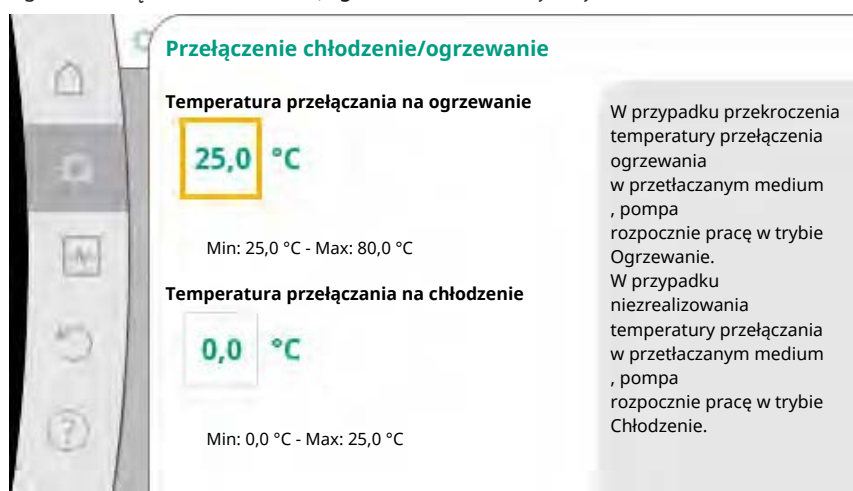 Przełączenie chłodzenie/ogrzewanie
Temperatura przełączania na ogrzewanie
25,0 °C
Min: 25,0 °C - Max: 80,0 °C
Temperatura przełączania na chłodzenie
0,0 °C
Min: 0,0 °C - Max: 25,0 °C
W przypadku przekroczenia
temperatury przełączenia
ogrzewania
w przetłaczanym medium
, pompa
rozpocznie pracę w trybie
Ogrzewanie.
W przypadku
niezrealizowania
temperatury przełączania
w przetłaczanym medium
, pompa
rozpocznie pracę w trybie
Chłodzenie.